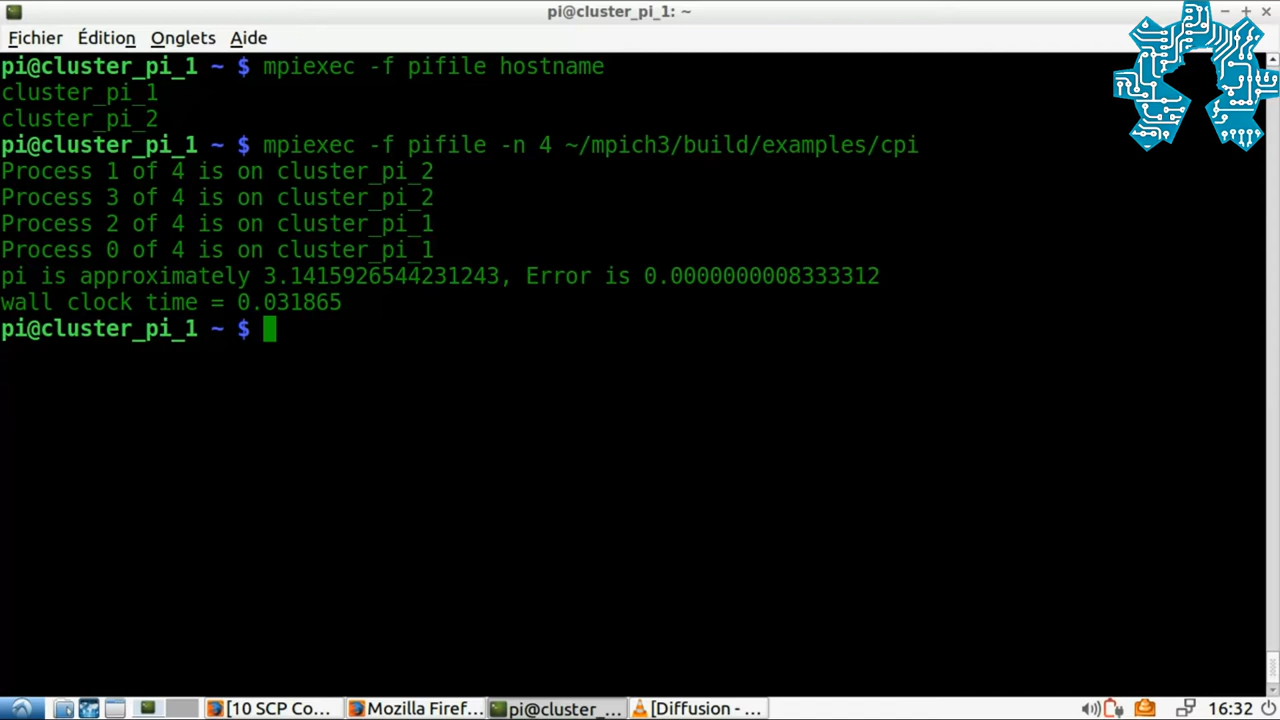 pi@cluster_pi_1: ~
Fichier Édition Onglets Aide
pi@cluster_pi_1 ~ $ mpiexec -f pifile hostname
cluster_pi_1
cluster_pi_2
pi@cluster_pi_1 ~ $ mpiexec -f pifile -n 4 ~/mpich3/build/examples/cpi
Process 1 of 4 is on cluster_pi_2
Process 3 of 4 is on cluster_pi_2
Process 2 of 4 is on cluster_pi_1
Process 0 of 4 is on cluster_pi_1
pi is approximately 3.1415926544231243, Error is 0.0000000008333312
wall clock time = 0.031865
pi@cluster_pi_1 ~ $
[10 SCP Co... Mozilla Firef... pi@cluster_... [Diffusion - ... 16:32